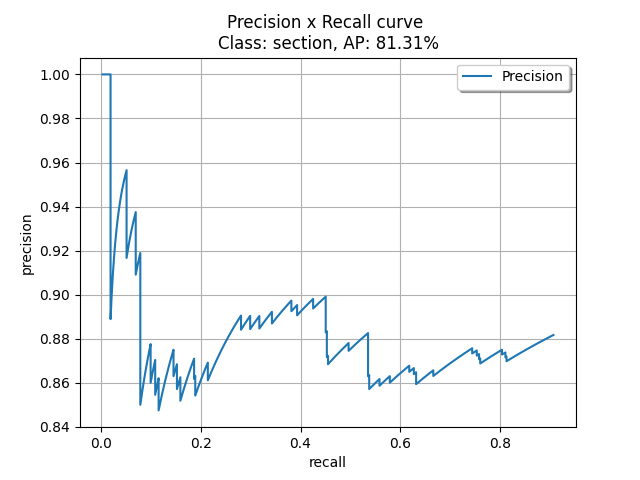 Precision x Recall curve
Class: section, AP: 81.31%
Precision
1.00
0.98
0.96
0.94
0.92
0.90
0.88
0.86
0.84
precision
0.0 0.2 0.4 0.6 0.8
recall